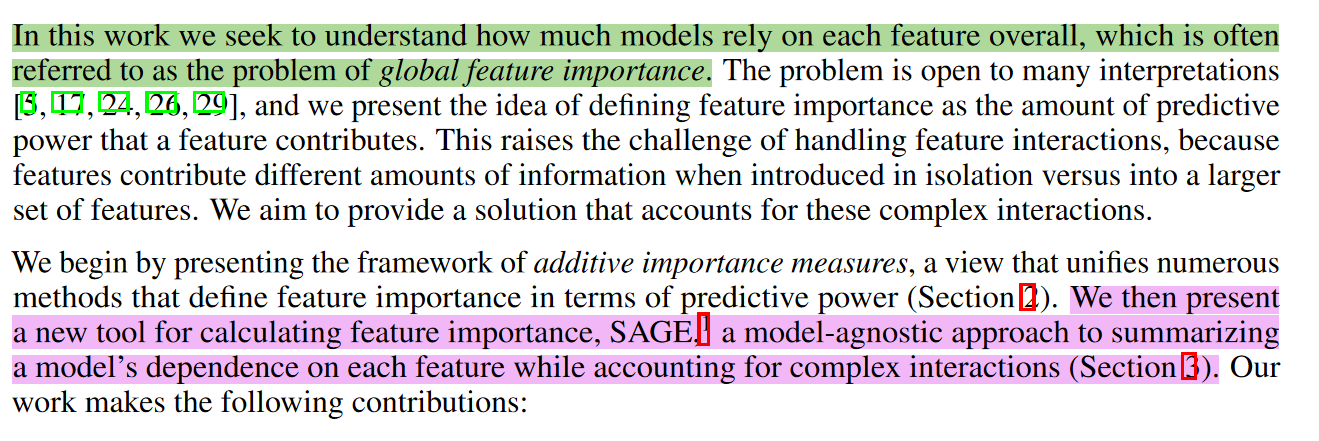 In this work we seek to understand how much models rely on each feature overall, which is often
referred to as the problem of global feature importance. The problem is open to many interpretations
[5, 17, 24, 26, 29], and we present the idea of defining feature importance as the amount of predictive
power that a feature contributes. This raises the challenge of handling feature interactions, because
features contribute different amounts of information when introduced in isolation versus into a larger
set of features. We aim to provide a solution that accounts for these complex interactions.
We begin by presenting the framework of additive importance measures, a view that unifies numerous
methods that define feature importance in terms of predictive power (Section 2). We then present
a new tool for calculating feature importance, SAGE,1 a model-agnostic approach to summarizing
a model's dependence on each feature while accounting for complex interactions (Section 3). Our
work makes the following contributions: